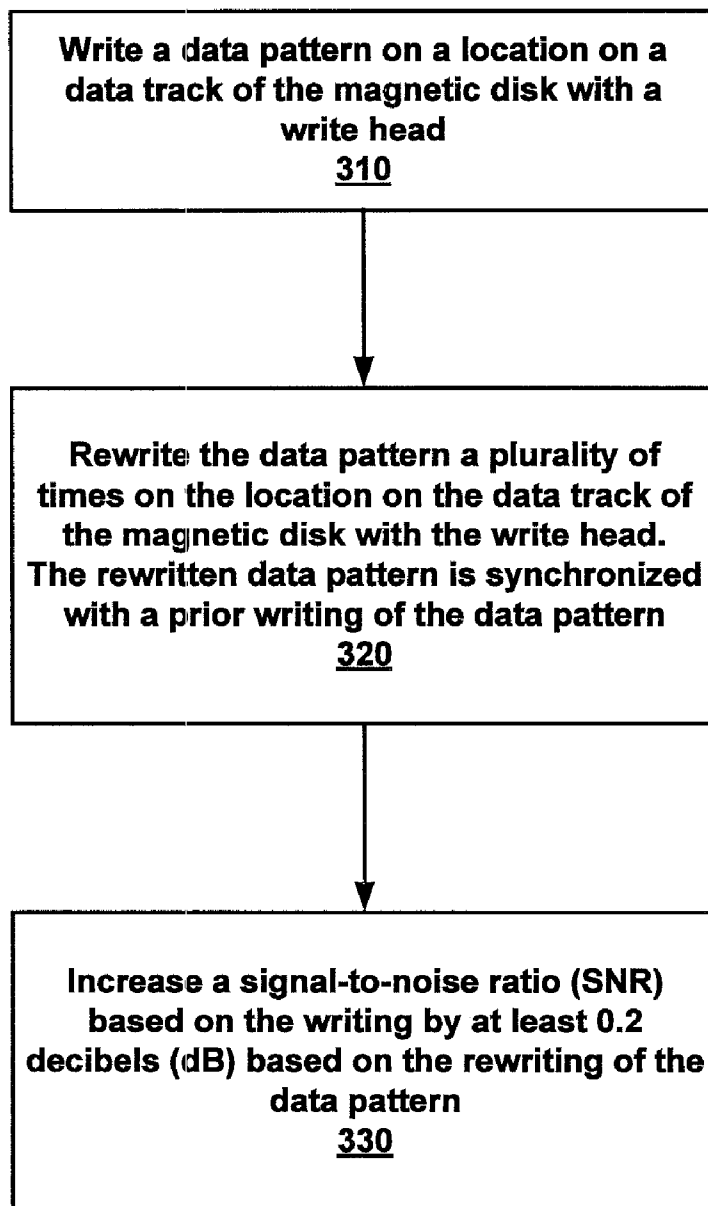 Write a data pattern on a location on a
data track of the magnetic disk with a
write head
310
Rewrite the data pattern a plurality of
times on the location on the data track of
the magnetic disk with the write head.
The rewritten data pattern is synchronized
with a prior writing of the data pattern
320
Increase a signal-to-noise ratio (SNR)
based on the writing by at least 0.2
decibels (dB) based on the rewriting of the
data pattern
330